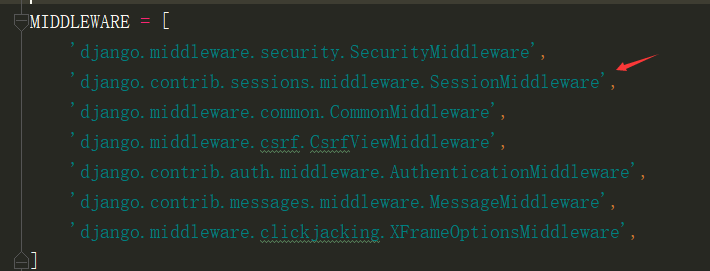 MIDDLEWARE = [
'django.middleware.security.SecurityMiddleware',
'django.contrib.sessions.middleware.SessionMiddleware',
'django.middleware.common.CommonMiddleware',
'django.middleware.csrf.CsrfViewMiddleware',
'django.contrib.auth.middleware.AuthenticationMiddleware',
'django.contrib.messages.middleware.MessageMiddleware',
'django.middleware.clickjacking.XFrameOptionsMiddleware',
]